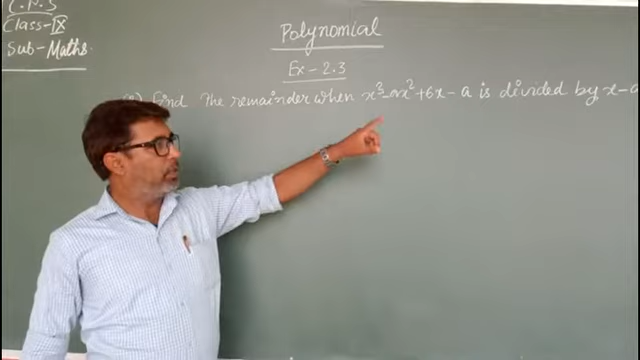 Class-IX
Sub-Maths.
Polynomial
Ex-2.3
Find The remainder when x³-ax²+6x-a is divided by x-a